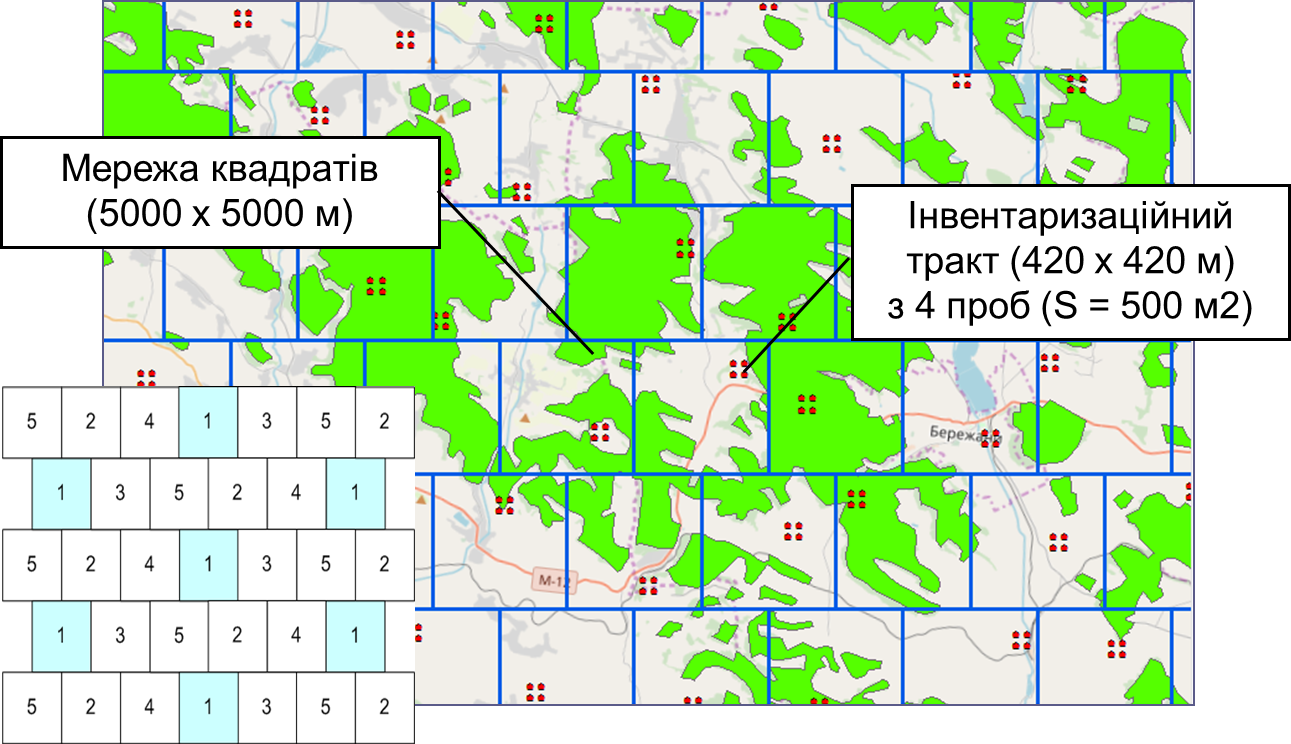 Мережа квадратів
(5000 х 5000 м)
Інвентаризаційний
тракт (420 х 420 м)
з 4 проб (S = 500 м2)
Бережани
М-12
5 2 4 1 3 5 2
1 3 5 2 4 1
5 2 4 1 3 5 2
1 3 5 2 4 1
5 2 4 1 3 5 2